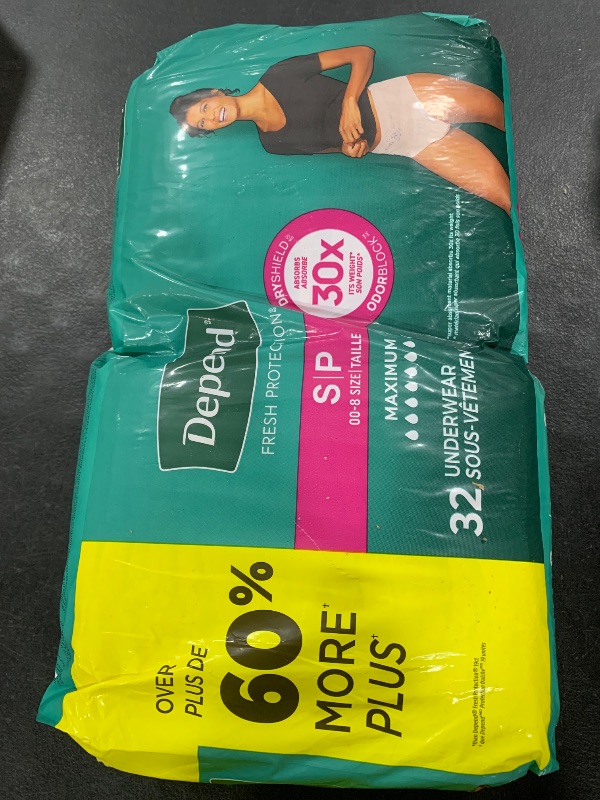 Depend
FRESH PROTECTION
DRYSHIELD
ABSORBS
ABSORBE
30X
ITS WEIGHT*
SON POIDS*
ODORBLOCK
S|P
00-8 SIZE|TAILLE
MAXIMUM
32 UNDERWEAR
SOUS-VÊTEMEN
OVER
PLUS DE
60%
MORE†
PLUS†